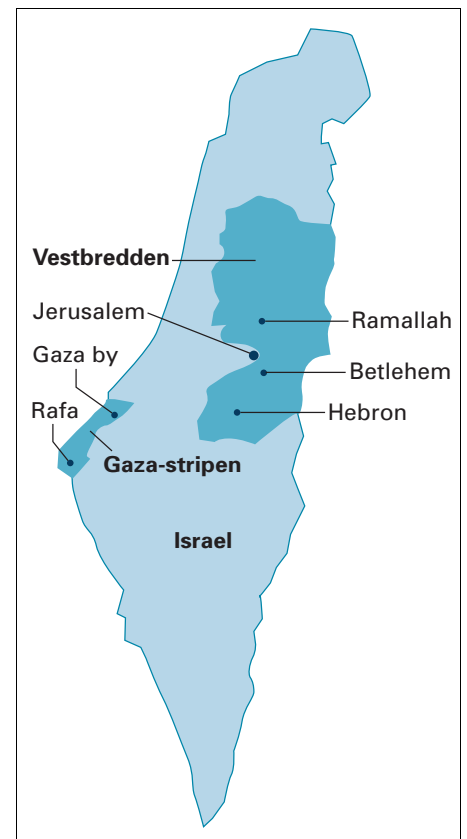 Vestbredden
Jerusalem
Ramallah
Gaza by
Betlehem
Rafa
Hebron
Gaza-stripen
Israel